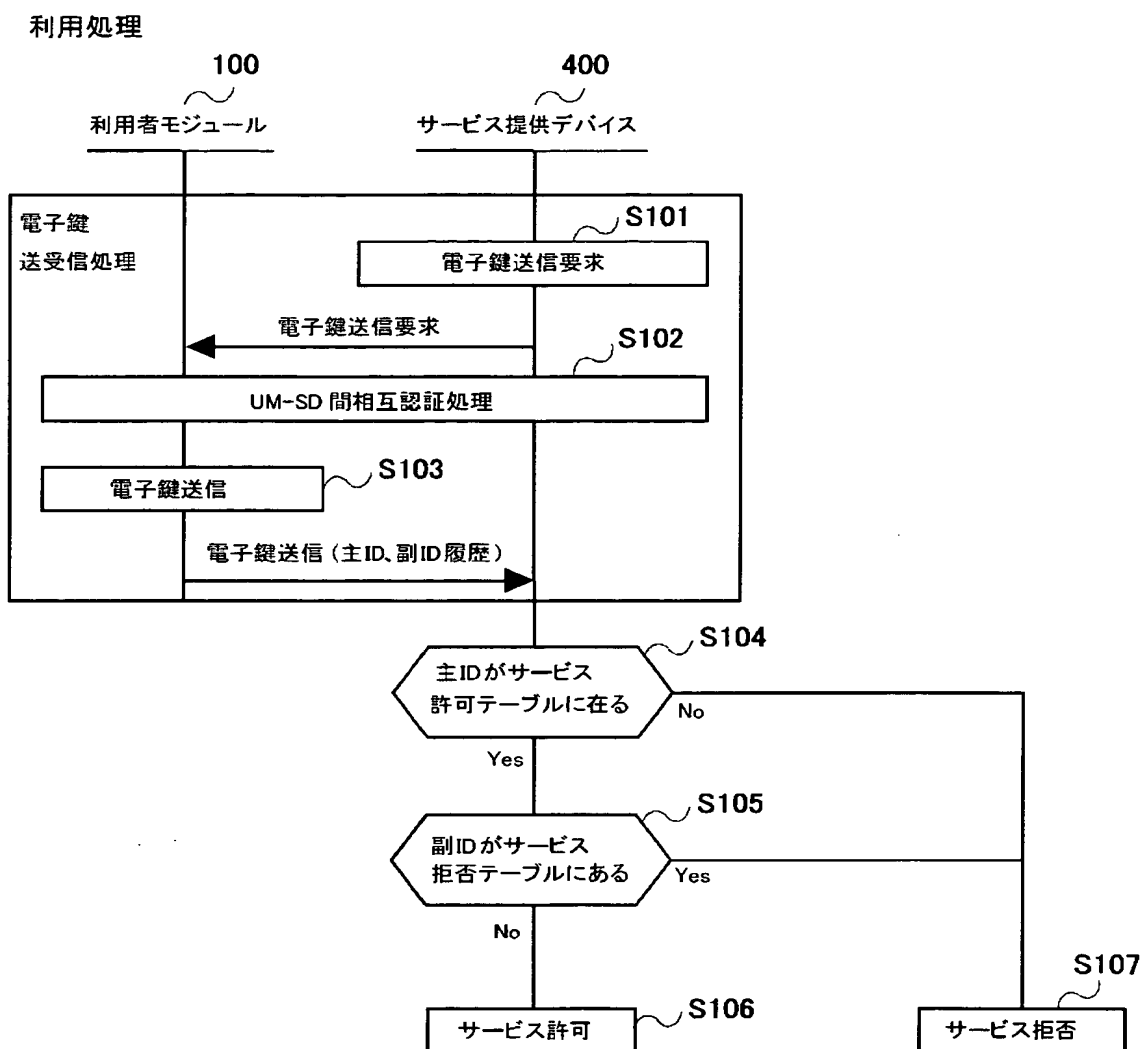 利用処理
100
400
利用者モジュール
サービス提供デバイス
電子鍵
送受信処理
S101
電子鍵送信要求
電子鍵送信要求
S102
UM-SD 間相互認証処理
S103
電子鍵送信
電子鍵送信(主ID、副ID履歴)
S104
主IDがサービス
許可テーブルに在る
No
Yes
S105
副IDがサービス
拒否テーブルにある
Yes
No
S106
サービス許可
S107
サービス拒否